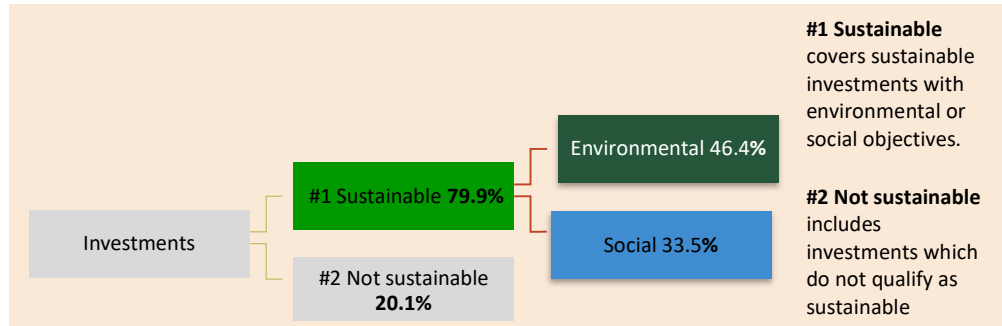 Investments
#1 Sustainable 79.9%
#2 Not sustainable
20.1%
Environmental 46.4%
Social 33.5%
#1 Sustainable
covers sustainable
investments with
environmental or
social objectives.
#2 Not sustainable
includes
investments which
do not qualify as
sustainable